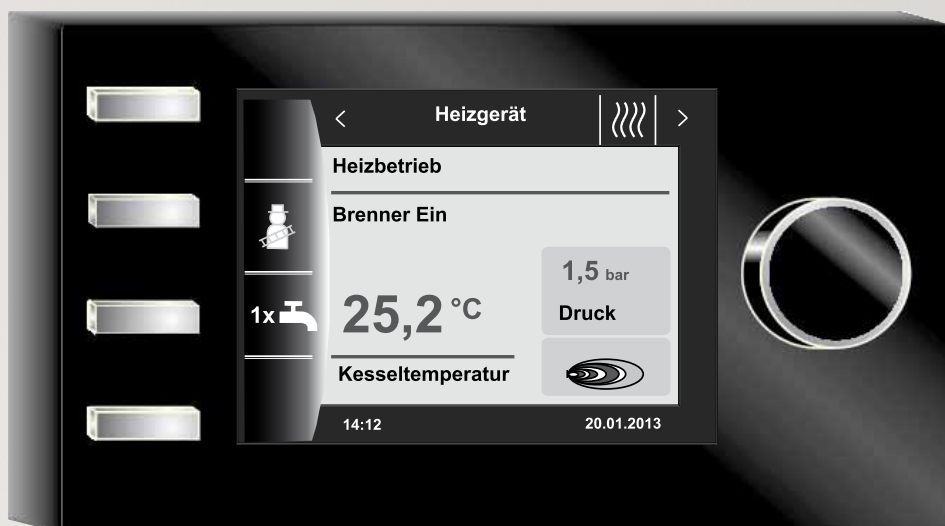 Heizgerät
Heizbetrieb
Brenner Ein
1,5 bar
Druck
1x
25,2 °C
Kesseltemperatur
14:12
20.01.2013